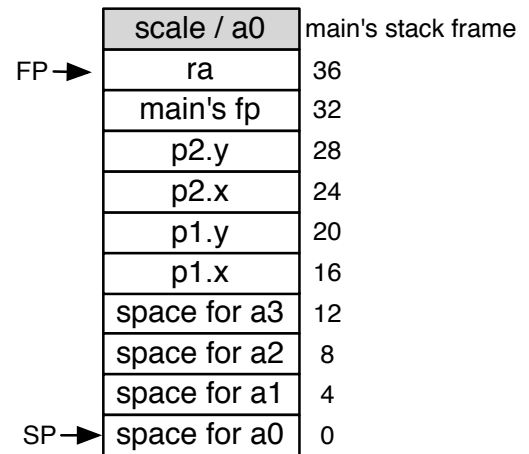 scale / a0 main's stack frame
FP ra 36
main's fp 32
p2.y 28
p2.x 24
p1.y 20
p1.x 16
space for a3 12
space for a2 8
space for a1 4
SP space for a0 0